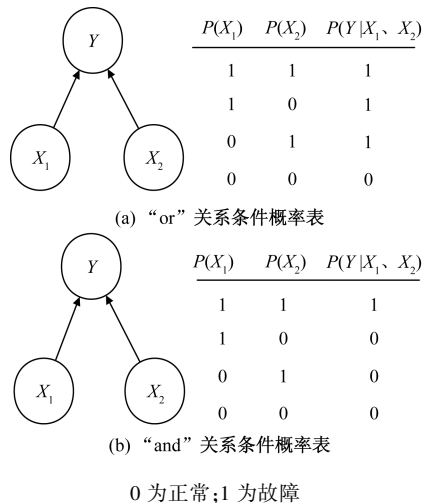 Y
X₁
X₂
P(X₁) P(X₂) P(Y|X₁、X₂)
1 1 1
1 0 1
0 1 1
0 0 0
(a) “or”关系条件概率表
Y
X₁
X₂
P(X₁) P(X₂) P(Y|X₁、X₂)
1 1 1
1 0 0
0 1 0
0 0 0
(b) “and”关系条件概率表
0 为正常;1 为故障